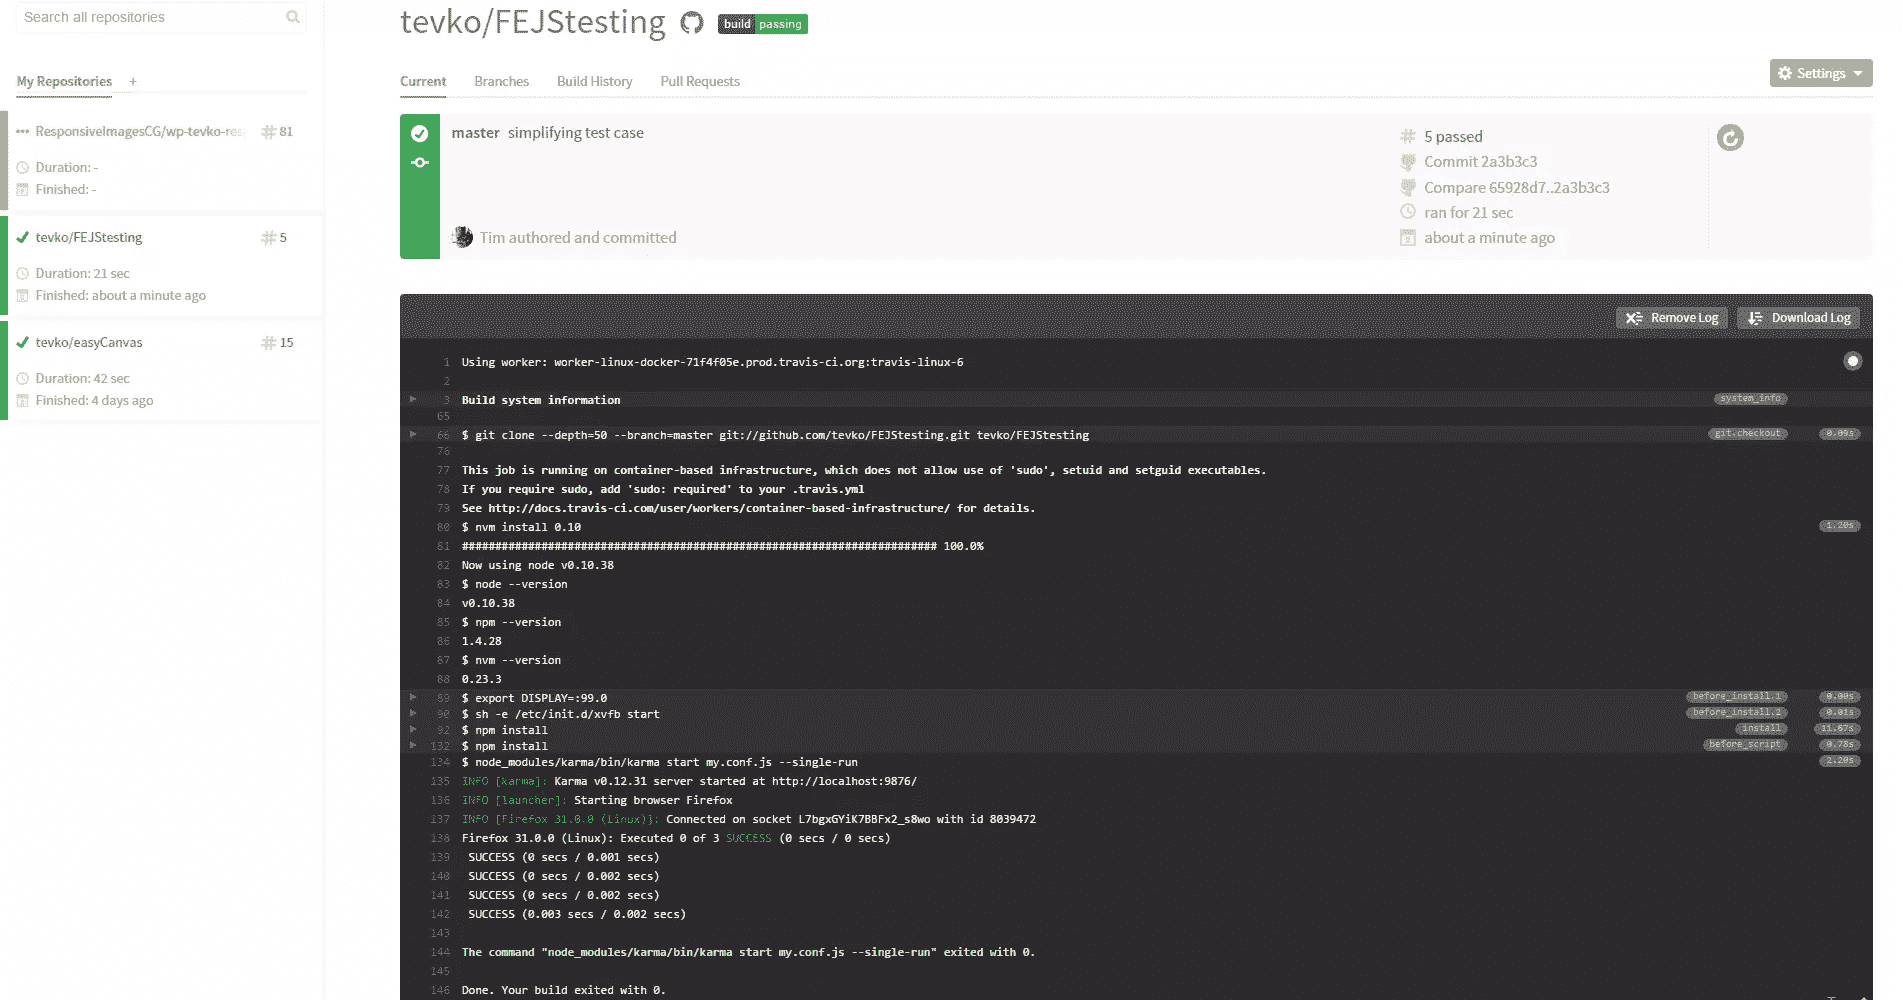 Search all repositories
My Repositories +
ResponsiveImagesCG/wp-tevko-res # 81
Duration: -
Finished: -
tevko/FEJStesting # 5
Duration: 21 sec
Finished: about a minute ago
tevko/easyCanvas # 15
Duration: 42 sec
Finished: 4 days ago
tevko/FEJStesting build passing
Current Branches Build History Pull Requests
Settings
master simplifying test case
Tim authored and committed
# 5 passed
Commit 2a3b3c3
Compare 65928d7..2a3b3c3
ran for 21 sec
about a minute ago
Remove Log Download Log
1 Using worker: worker-linux-docker-71f4f05e.prod.travis-ci.org:travis-linux-6
2
3 Build system information system_info
65
66 $ git clone --depth=50 --branch=master git://github.com/tevko/FEJStesting.git tevko/FEJStesting git.checkout 0.09s
76
77 This job is running on container-based infrastructure, which does not allow use of 'sudo', setuid and setguid executables.
78 If you require sudo, add 'sudo: required' to your .travis.yml
79 See http://docs.travis-ci.com/user/workers/container-based-infrastructure/ for details.
80 $ nvm install 0.10 1.20s
81 ######################################################################## 100.0%
82 Now using node v0.10.38
83 $ node --version
84 v0.10.38
85 $ npm --version
86 1.4.28
87 $ nvm --version
88 0.23.3
89 $ export DISPLAY=:99.0 before_install.1 0.00s
90 $ sh -e /etc/init.d/xvfb start before_install.2 0.01s
92 $ npm install install 11.67s
132 $ npm install before_script 0.78s
134 $ node_modules/karma/bin/karma start my.conf.js --single-run 2.20s
135 INFO [karma]: Karma v0.12.31 server started at http://localhost:9876/
136 INFO [launcher]: Starting browser Firefox
137 INFO [Firefox 31.0.0 (Linux)]: Connected on socket L7bgxGYiK7BBFx2_s8wo with id 8039472
138 Firefox 31.0.0 (Linux): Executed 0 of 3 SUCCESS (0 secs / 0 secs)
139 SUCCESS (0 secs / 0.001 secs)
140 SUCCESS (0 secs / 0.002 secs)
141 SUCCESS (0 secs / 0.002 secs)
142 SUCCESS (0.003 secs / 0.002 secs)
143
144 The command "node_modules/karma/bin/karma start my.conf.js --single-run" exited with 0.
145
146 Done. Your build exited with 0.